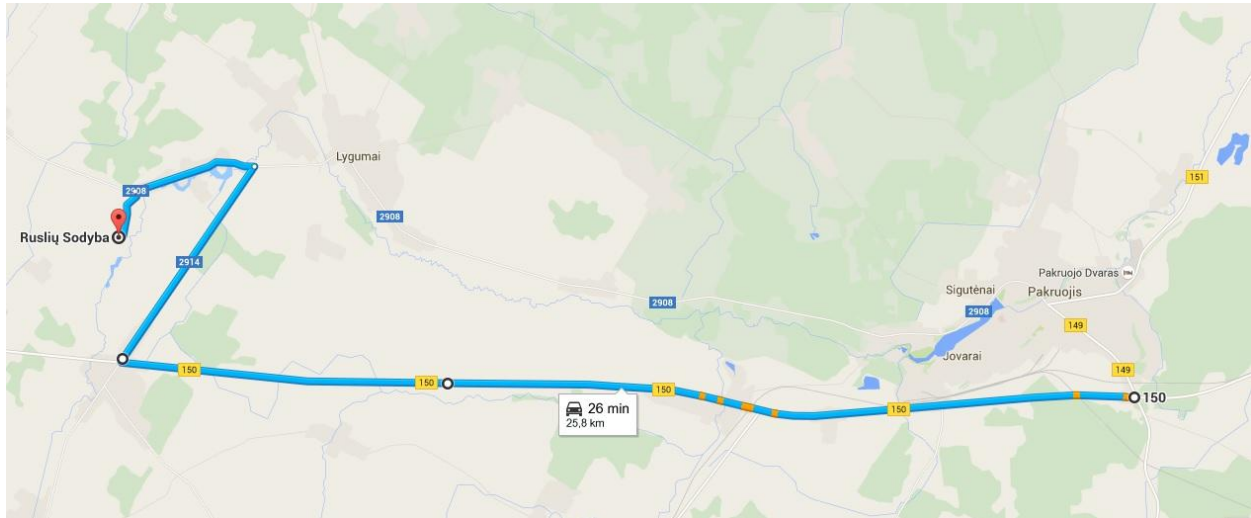 Lygumai
151
2908
2908
Ruslių Sodyba
2914
Pakruojo Dvaras
Sigutėnai
Pakruojis
2908
2908
149
Jovarai
150
150
150
149
150
150
26 min
25,8 km